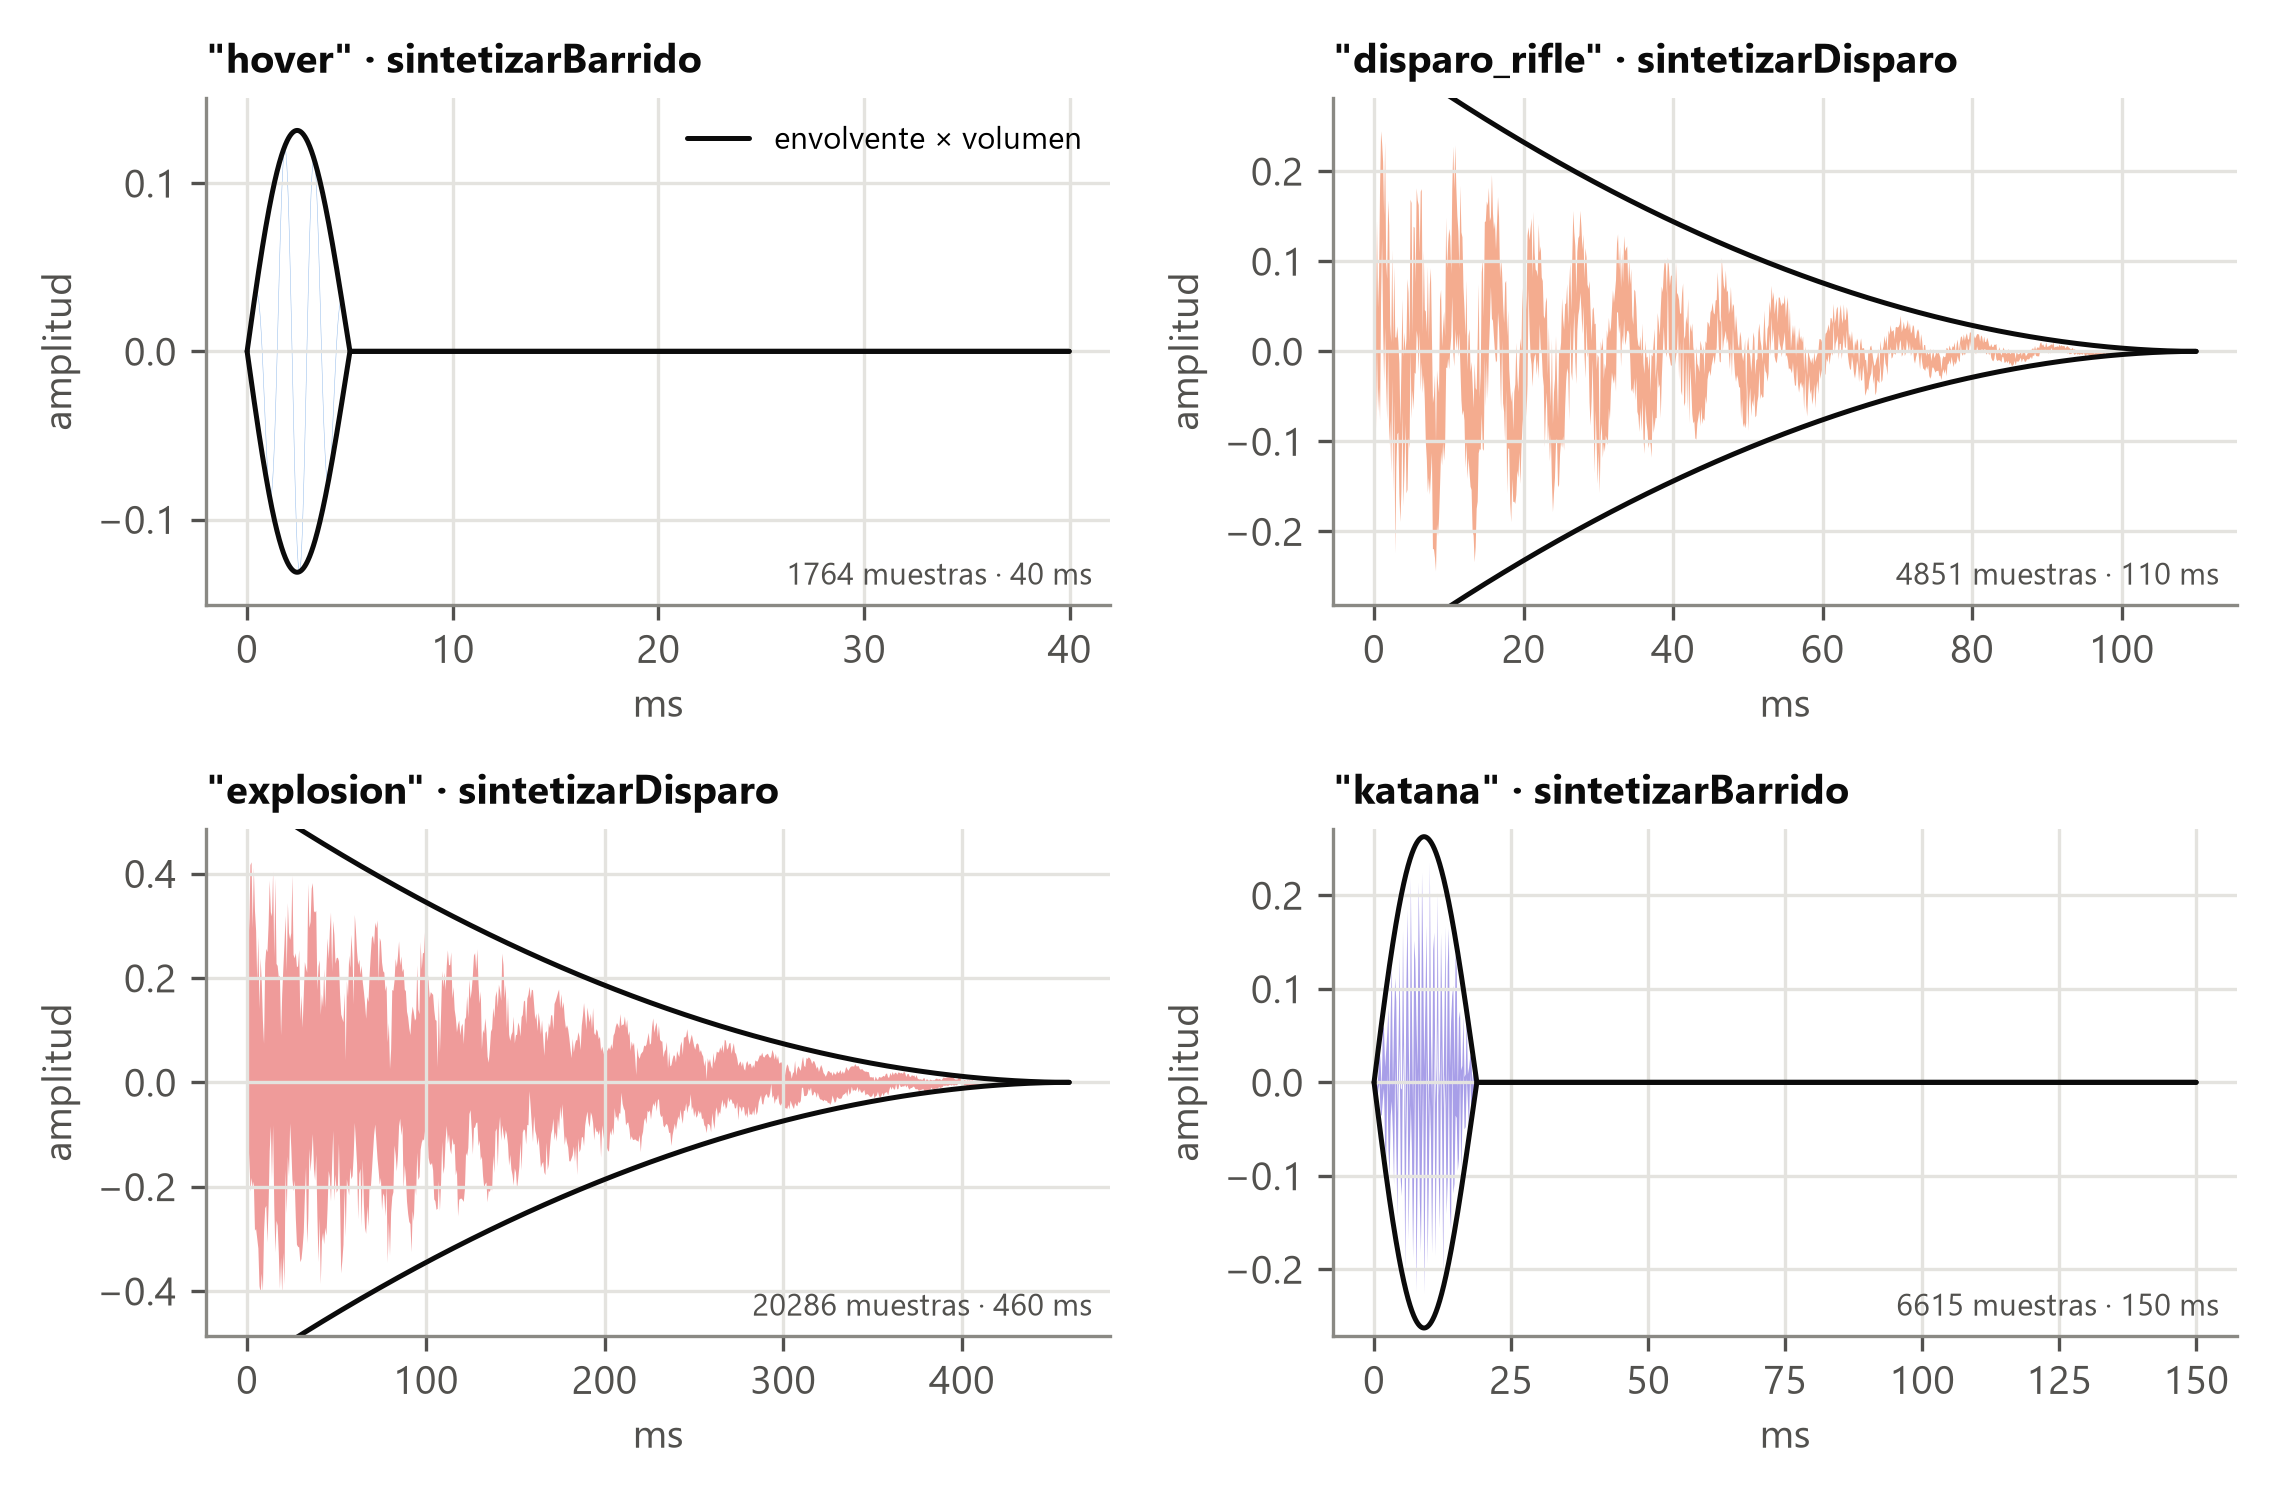 "hover" · sintetizarBarrido
envolvente × volumen
0.1
0.0
−0.1
amplitud
1764 muestras · 40 ms
0 10 20 30 40
ms
"disparo_rifle" · sintetizarDisparo
0.2
0.1
0.0
−0.1
−0.2
amplitud
4851 muestras · 110 ms
0 20 40 60 80 100
ms
"explosion" · sintetizarDisparo
0.4
0.2
0.0
−0.2
−0.4
amplitud
20286 muestras · 460 ms
0 100 200 300 400
ms
"katana" · sintetizarBarrido
0.2
0.1
0.0
−0.1
−0.2
amplitud
6615 muestras · 150 ms
0 25 50 75 100 125 150
ms